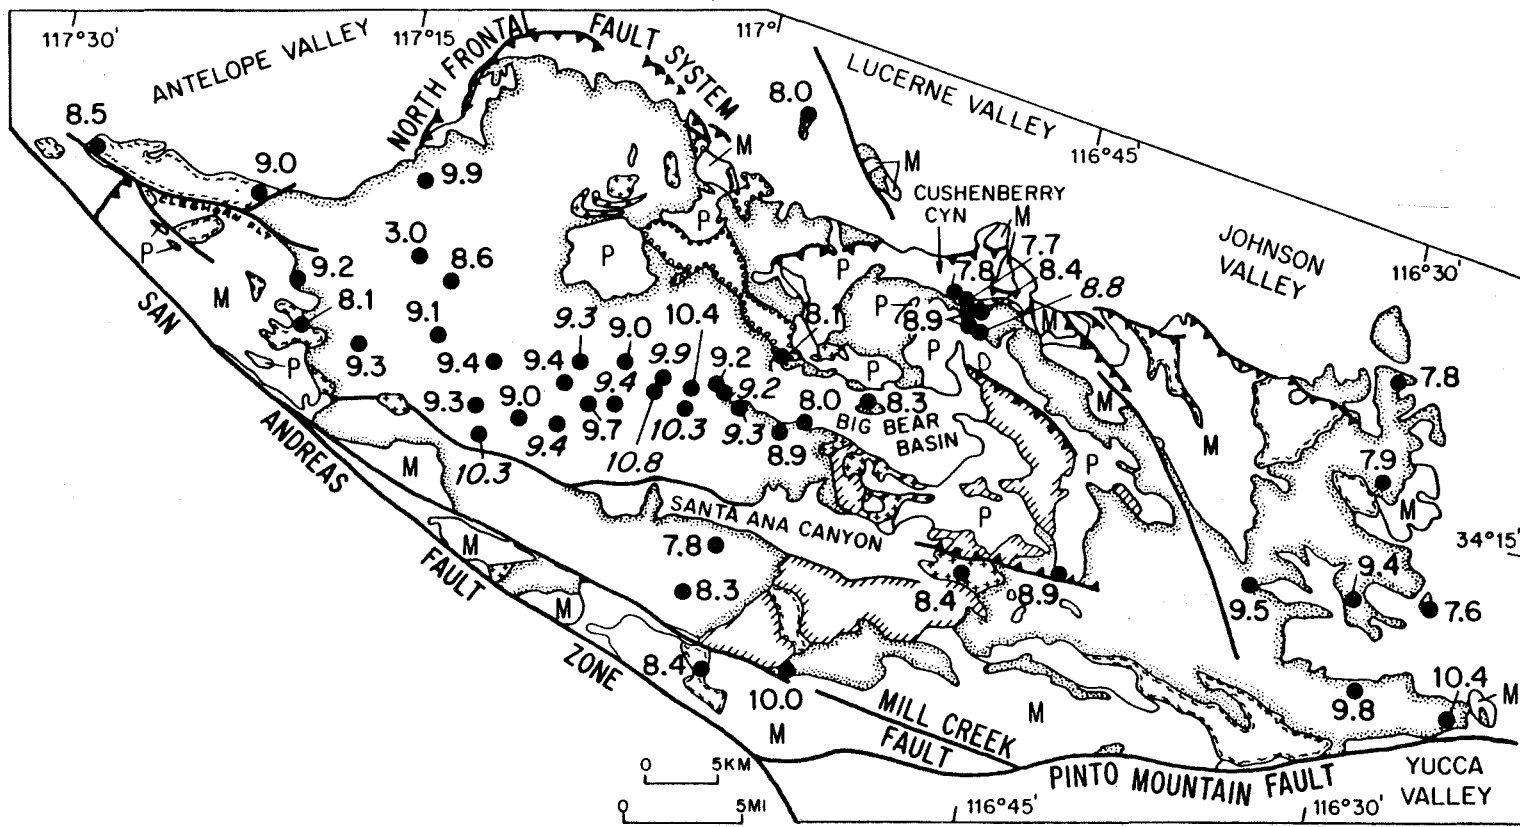 117°30'
117°15'
117°
ANTELOPE VALLEY
NORTH FRONTAL
FAULT SYSTEM
LUCERNE VALLEY
116°45'
8.5
8.0
M
M
9.0
9.9
CUSHENBERRY
CYN
M
JOHNSON
VALLEY
116°30'
P
3.0
8.6
P
P
P
7.7
7.8
8.4
8.8
9.2
M
8.1
9.1
9.3
9.0
10.4
8.1
P
8.9
M
SAN
9.3
9.4
9.4
9.9
9.2
P
P
P
7.8
P
9.4
9.2
9.3
9.0
8.0
8.3
M
9.4
9.7
10.3
9.3
BIG BEAR
BASIN
M
ANDREAS
M
10.3
10.8
8.9
P
7.9
M
SANTA ANA CANYON
P
34°15'
7.8
M
FAULT
8.3
8.4
8.9
9.5
9.4
7.6
M
ZONE
8.4
10.0
10.4
M
9.8
M
M
MILL CREEK
FAULT
0 5KM
PINTO MOUNTAIN FAULT
YUCCA
VALLEY
0 5MI
116°45'
116°30'